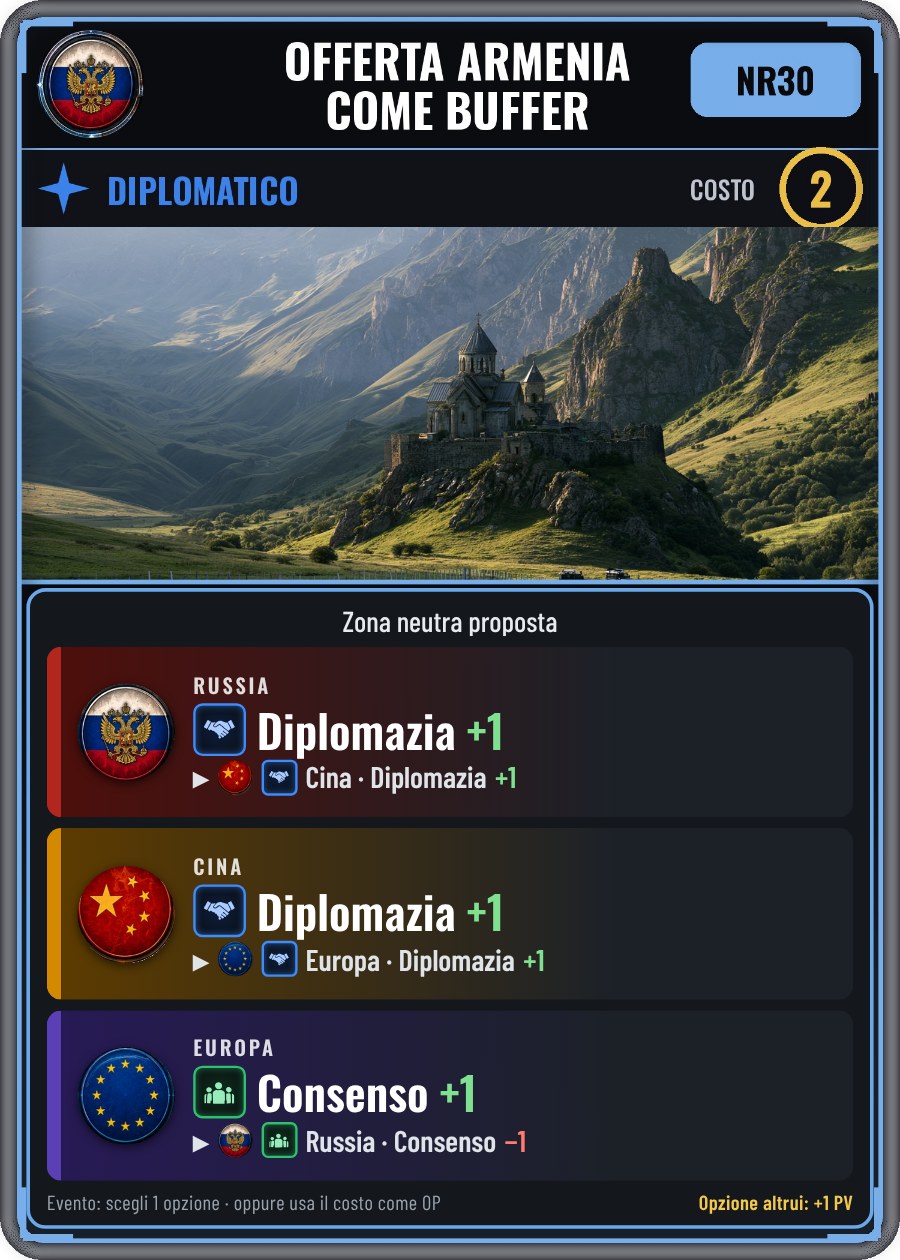 OFFERTA ARMENIA
COME BUFFER
NR30
DIPLOMATICO
COSTO
2
Zona neutra proposta
RUSSIA
Diplomazia +1
▶ Cina · Diplomazia +1
CINA
Diplomazia +1
▶ Europa · Diplomazia +1
EUROPA
Consenso +1
▶ Russia · Consenso −1
Evento: scegli 1 opzione · oppure usa il costo come OP
Opzione altrui: +1 PV